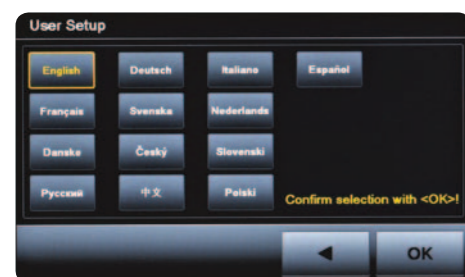 User Setup
English Deutsch Italiano Español
Français Svenska Nederlands
Danske Český Slovenski
Русский 中文 Polski
Confirm selection with <OK>!
OK